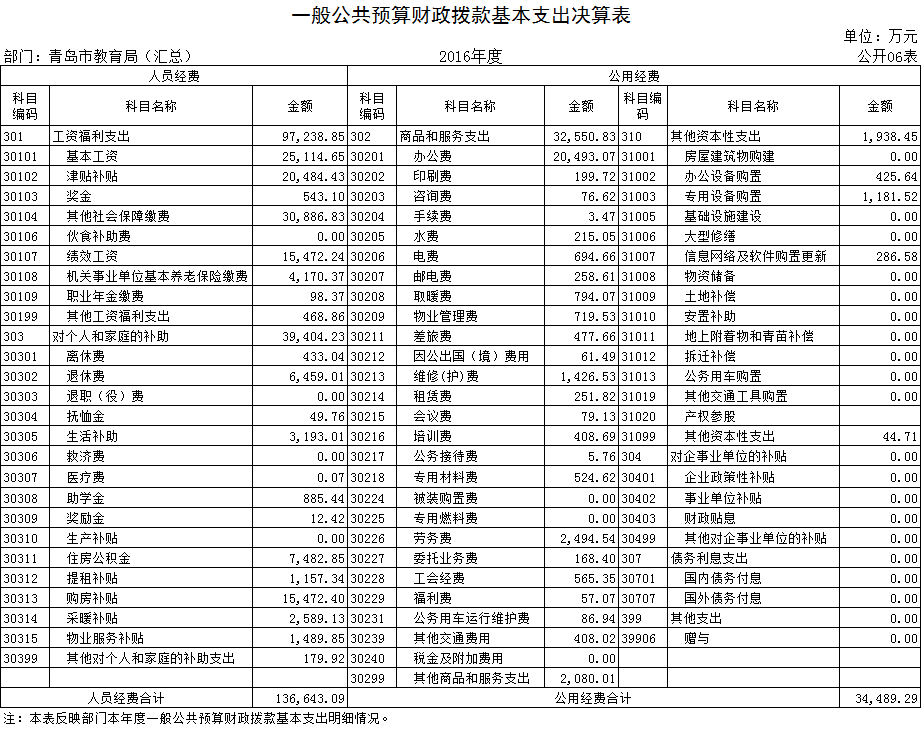 一般公共预算财政拨款基本支出决算表
单位：万元
部门：青岛市教育局（汇总） 2016年度 公开06表
人员经费 公用经费
科目编码 科目名称 金额 科目编码 科目名称 金额 科目编码 科目名称 金额
301 工资福利支出 97,238.85 302 商品和服务支出 32,550.83 310 其他资本性支出 1,938.45
30101 基本工资 25,114.65 30201 办公费 20,493.07 31001 房屋建筑物购建 0.00
30102 津贴补贴 20,484.43 30202 印刷费 199.72 31002 办公设备购置 425.64
30103 奖金 543.10 30203 咨询费 76.62 31003 专用设备购置 1,181.52
30104 其他社会保障缴费 30,886.83 30204 手续费 3.47 31005 基础设施建设 0.00
30106 伙食补助费 0.00 30205 水费 215.05 31006 大型修缮 0.00
30107 绩效工资 15,472.24 30206 电费 694.66 31007 信息网络及软件购置更新 286.58
30108 机关事业单位基本养老保险缴费 4,170.37 30207 邮电费 258.61 31008 物资储备 0.00
30109 职业年金缴费 98.37 30208 取暖费 794.07 31009 土地补偿 0.00
30199 其他工资福利支出 468.86 30209 物业管理费 719.53 31010 安置补助 0.00
303 对个人和家庭的补助 39,404.23 30211 差旅费 477.66 31011 地上附着物和青苗补偿 0.00
30301 离休费 433.04 30212 因公出国（境）费用 61.49 31012 拆迁补偿 0.00
30302 退休费 6,459.01 30213 维修(护)费 1,426.53 31013 公务用车购置 0.00
30303 退职（役）费 0.00 30214 租赁费 251.82 31019 其他交通工具购置 0.00
30304 抚恤金 49.76 30215 会议费 79.13 31020 产权参股
30305 生活补助 3,193.01 30216 培训费 408.69 31099 其他资本性支出 44.71
30306 救济费 0.00 30217 公务接待费 5.76 304 对企事业单位的补贴 0.00
30307 医疗费 0.07 30218 专用材料费 524.62 30401 企业政策性补贴 0.00
30308 助学金 885.44 30224 被装购置费 0.00 30402 事业单位补贴 0.00
30309 奖励金 12.42 30225 专用燃料费 0.00 30403 财政贴息 0.00
30310 生产补贴 0.00 30226 劳务费 2,494.54 30499 其他对企事业单位的补贴 0.00
30311 住房公积金 7,482.85 30227 委托业务费 168.40 307 债务利息支出 0.00
30312 提租补贴 1,157.34 30228 工会经费 565.35 30701 国内债务付息 0.00
30313 购房补贴 15,472.40 30229 福利费 57.07 30707 国外债务付息 0.00
30314 采暖补贴 2,589.13 30231 公务用车运行维护费 86.94 399 其他支出 0.00
30315 物业服务补贴 1,489.85 30239 其他交通费用 408.02 39906 赠与 0.00
30399 其他对个人和家庭的补助支出 179.92 30240 税金及附加费用 0.00
30299 其他商品和服务支出 2,080.01
人员经费合计 136,643.09 公用经费合计 34,489.29
注：本表反映部门本年度一般公共预算财政拨款基本支出明细情况。